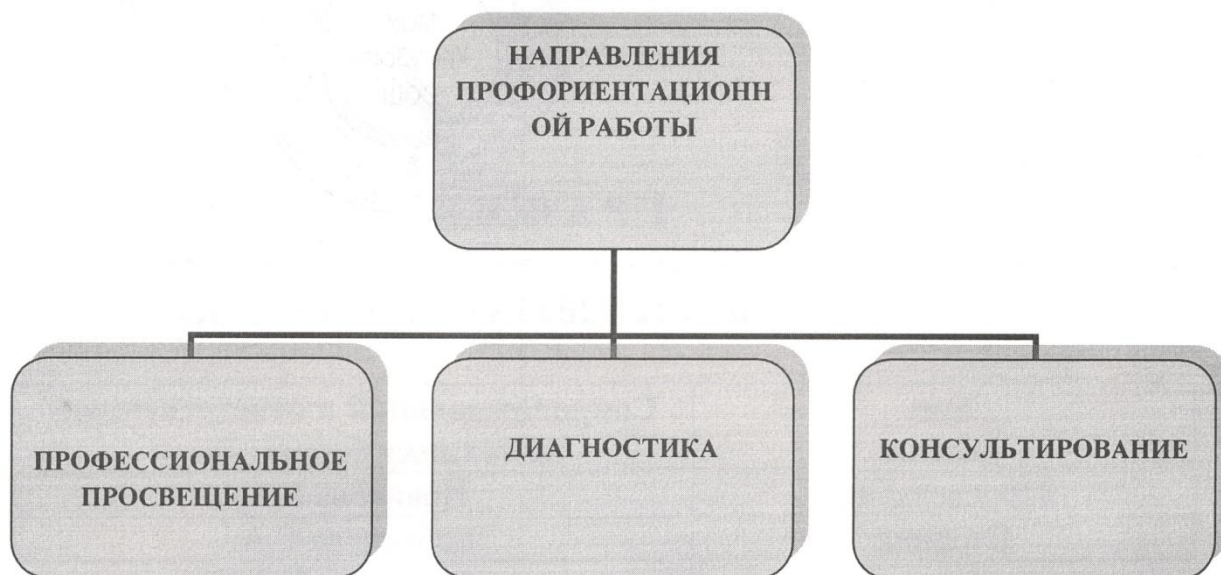 НАПРАВЛЕНИЯ
ПРОФОРИЕНТАЦИОНН
ОЙ РАБОТЫ
ПРОФЕССИОНАЛЬНОЕ
ПРОСВЕЩЕНИЕ
ДИАГНОСТИКА
КОНСУЛЬТИРОВАНИЕ